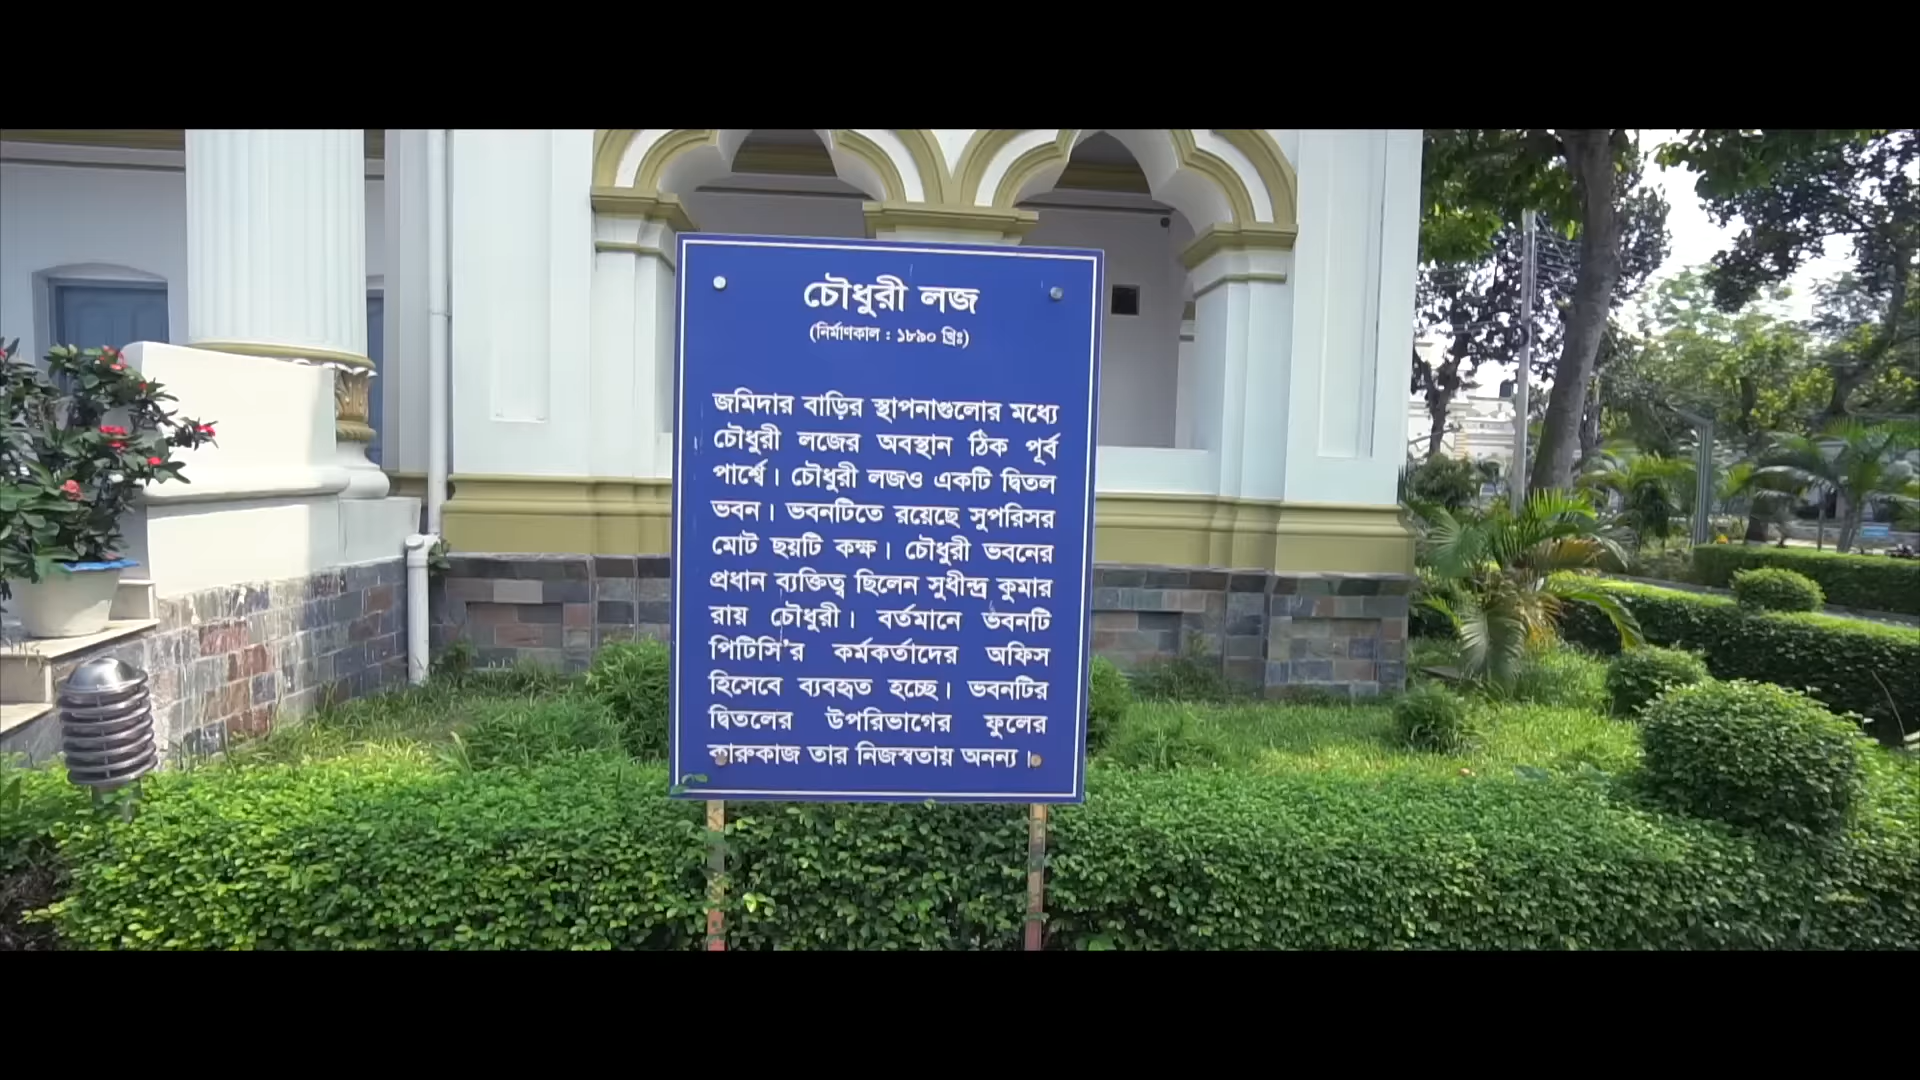 চৌধুরী লজ
(নির্মাণকাল : ১৮৯০ খ্রিঃ)
জমিদার বাড়ির স্থাপনাগুলোর মধ্যে
চৌধুরী লজের অবস্থান ঠিক পূর্ব
পার্শ্বে। চৌধুরী লজও একটি দ্বিতল
ভবন। ভবনটিতে রয়েছে সুপরিসর
মোট ছয়টি কক্ষ। চৌধুরী ভবনের
প্রধান ব্যক্তিত্ব ছিলেন সুধীন্দ্র কুমার
রায় চৌধুরী। বর্তমানে ভবনটি
পিটিসি'র কর্মকর্তাদের অফিস
হিসেবে ব্যবহৃত হচ্ছে। ভবনটির
দ্বিতলের উপরিভাগের ফুলের
কারুকাজ তার নিজস্বতায় অনন্য।